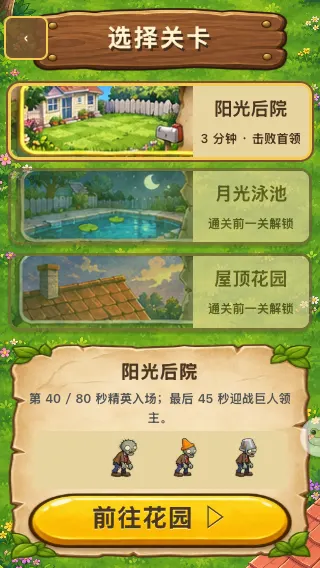 选择关卡
阳光后院
3 分钟 · 击败首领
月光泳池
通关前一关解锁
屋顶花园
通关前一关解锁
阳光后院
第 40 / 80 秒精英入场；最后 45 秒迎战巨人领
主。
前往花园 ▷